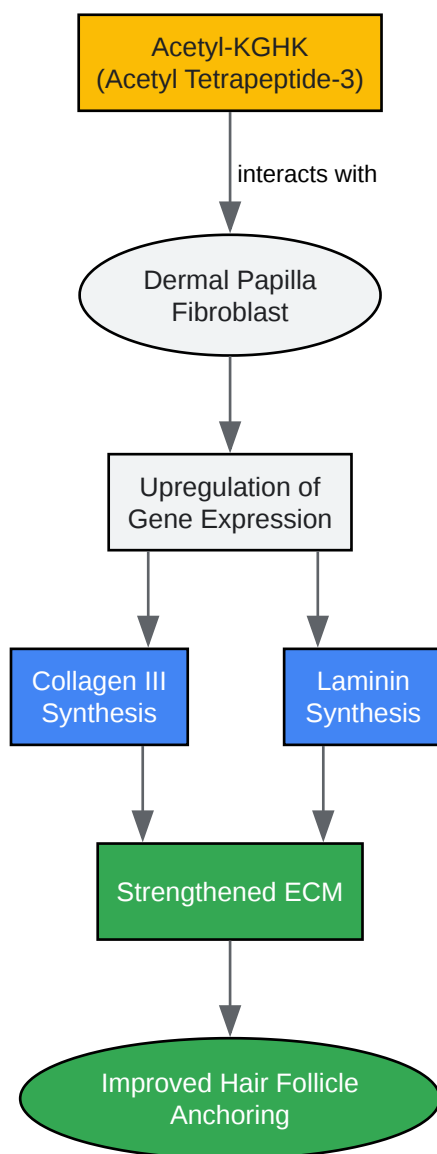 Acetyl-KGHK
(Acetyl Tetrapeptide-3)
interacts with
Dermal Papilla
Fibroblast
Upregulation of
Gene Expression
Collagen III
Synthesis
Laminin
Synthesis
Strengthened ECM
Improved Hair Follicle
Anchoring